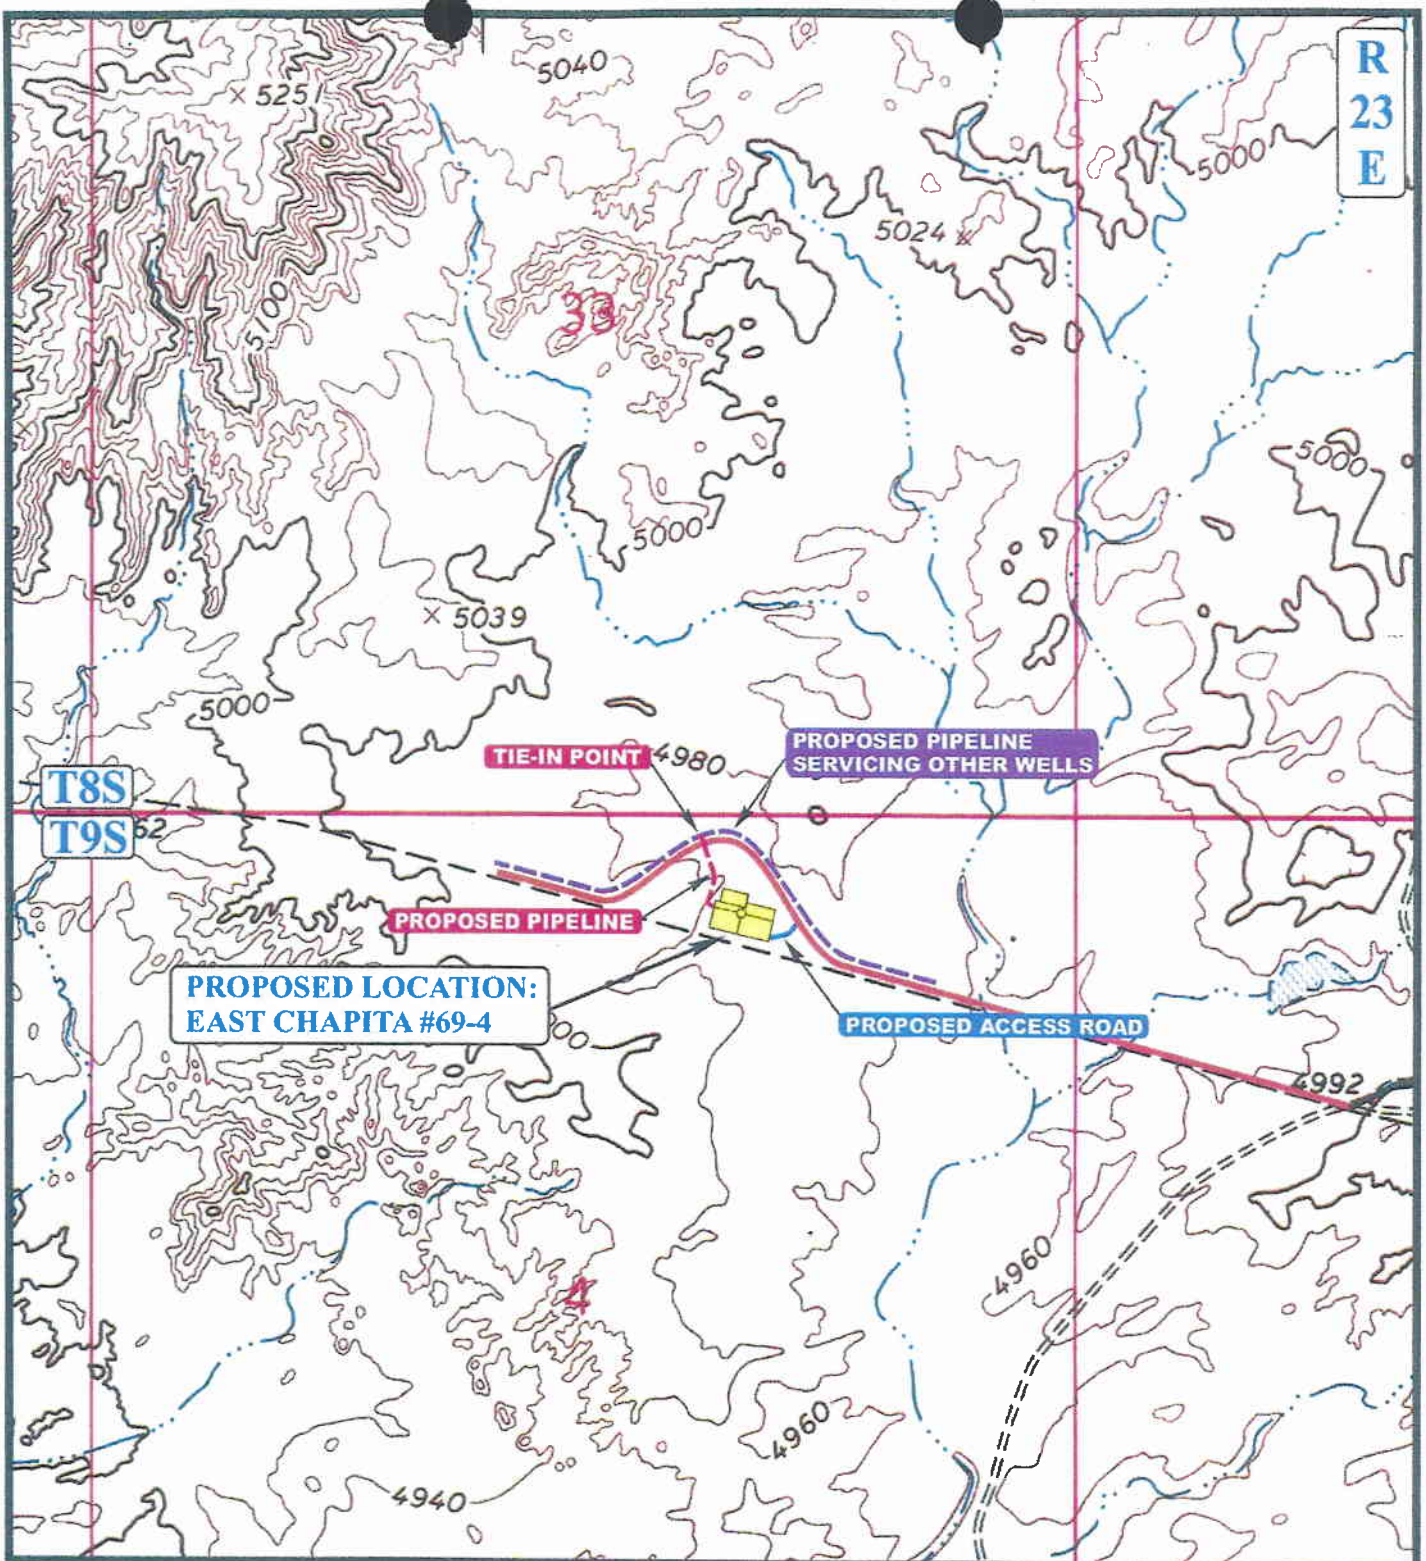 5040
× 525
R
23
E
5000
5024 ×
5100
33
5000
5000
× 5039
5000
TIE-IN POINT
4980
PROPOSED PIPELINE
SERVICING OTHER WELLS
T8S
T9S
62
PROPOSED PIPELINE
PROPOSED LOCATION:
EAST CHAPITA #69-4
PROPOSED ACCESS ROAD
4992
4960
4
4960
4940